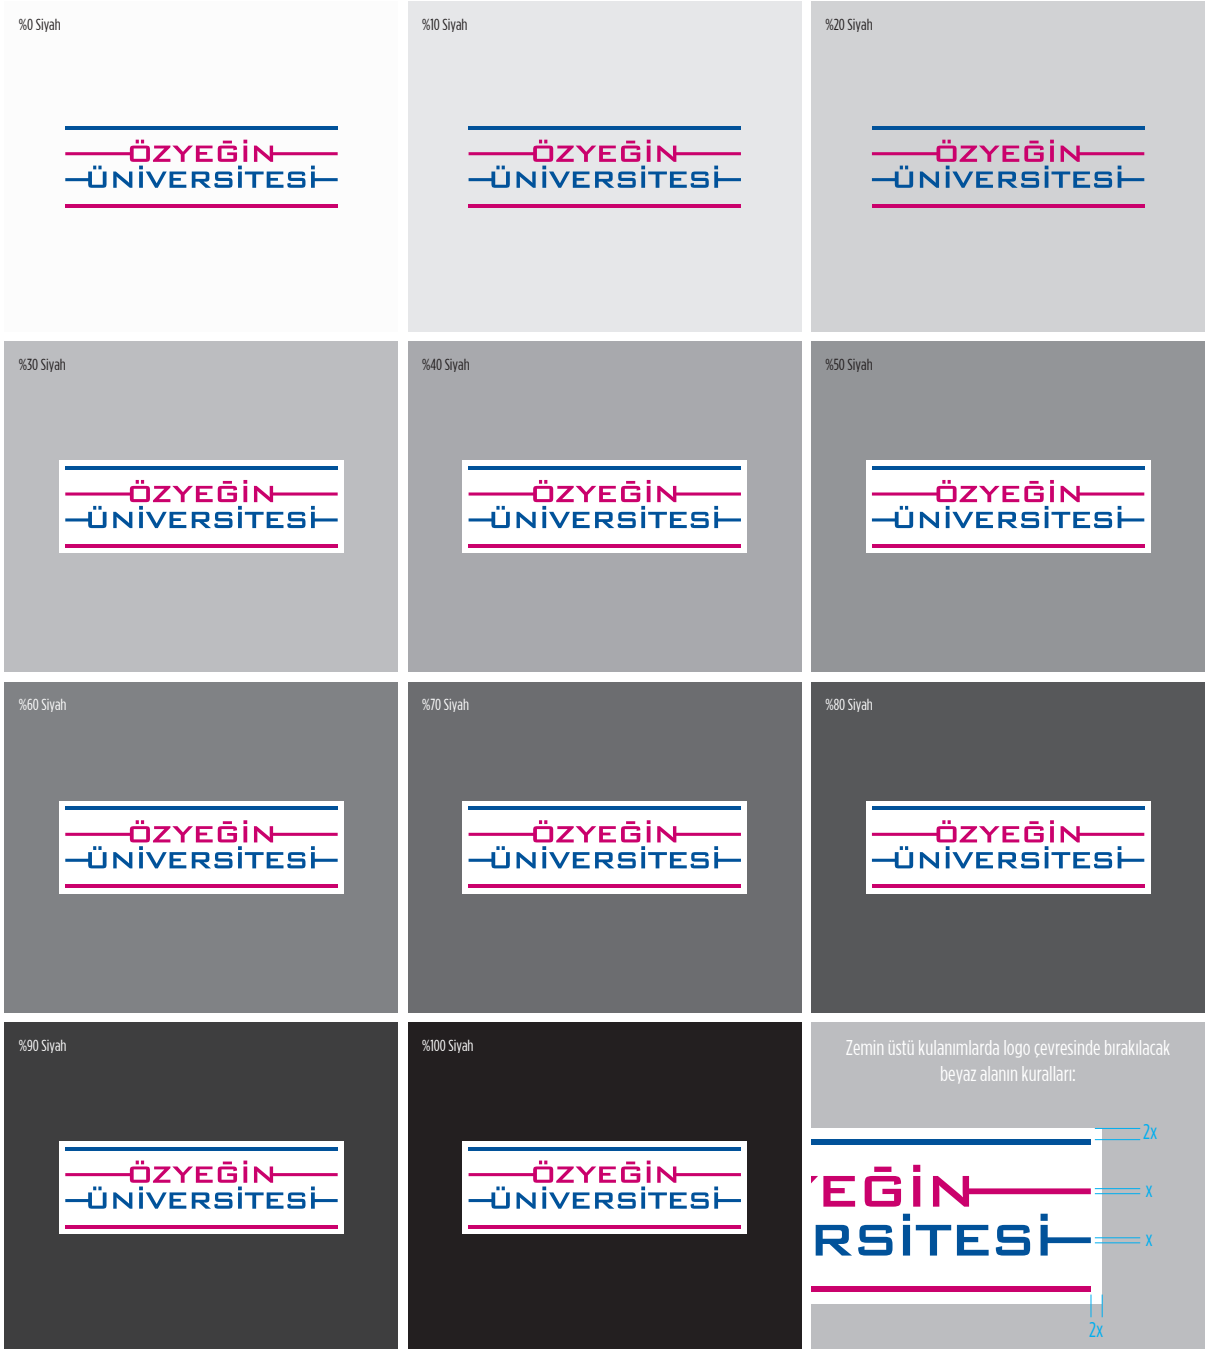 %0 Siyah
ÖZYEĞİN
ÜNİVERSİTESİ
%10 Siyah
ÖZYEĞİN
ÜNİVERSİTESİ
%20 Siyah
ÖZYEĞİN
ÜNİVERSİTESİ
%30 Siyah
ÖZYEĞİN
ÜNİVERSİTESİ
%40 Siyah
ÖZYEĞİN
ÜNİVERSİTESİ
%50 Siyah
ÖZYEĞİN
ÜNİVERSİTESİ
%60 Siyah
ÖZYEĞİN
ÜNİVERSİTESİ
%70 Siyah
ÖZYEĞİN
ÜNİVERSİTESİ
%80 Siyah
ÖZYEĞİN
ÜNİVERSİTESİ
%90 Siyah
ÖZYEĞİN
ÜNİVERSİTESİ
%100 Siyah
ÖZYEĞİN
ÜNİVERSİTESİ
Zemin üstü kulanımlarda logo çevresinde bırakılacak
beyaz alanın kuralları:
2x
YEĞİN
x
RSİTESİ
x
2x